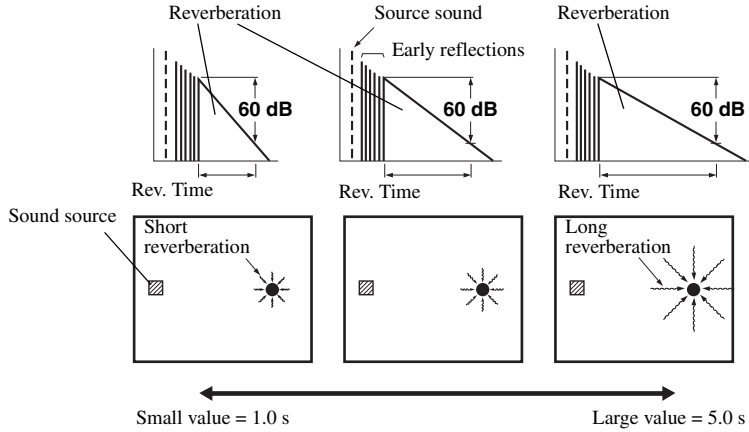 Reverberation
Source sound
Reverberation
Early reflections
60 dB
60 dB
60 dB
Rev. Time
Rev. Time
Rev. Time
Sound source
Short
reverberation
Long
reverberation
Small value = 1.0 s
Large value = 5.0 s